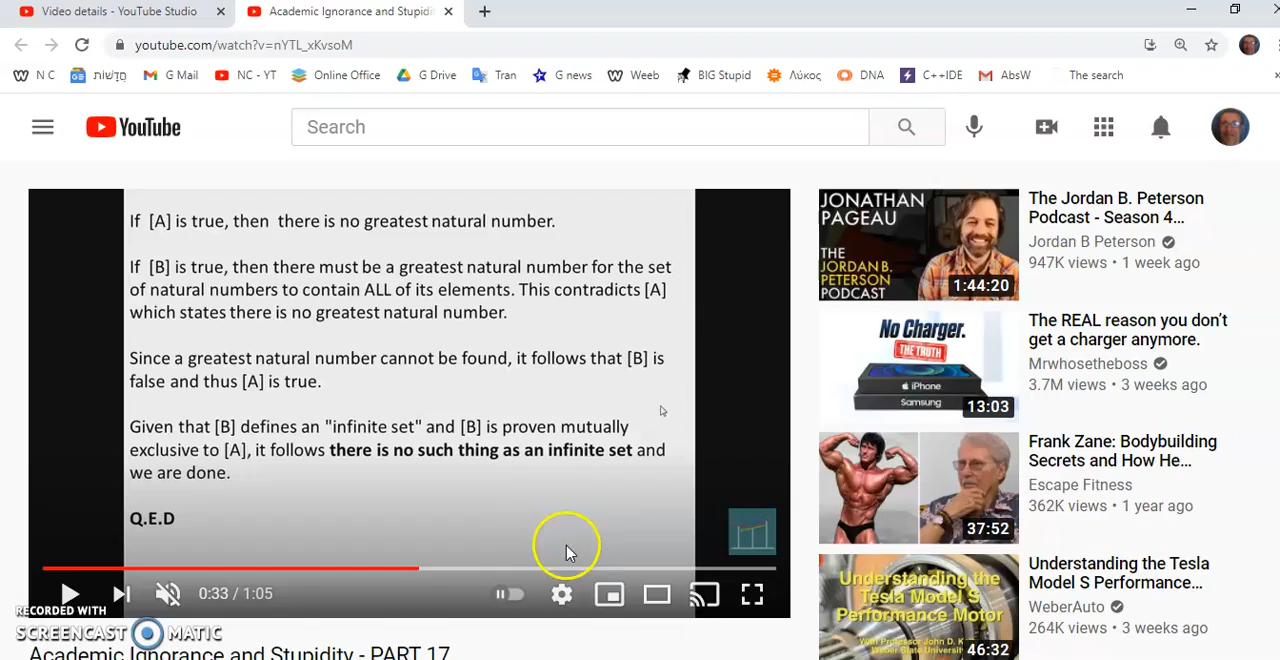 Video details - YouTube Studio
Academic Ignorance and Stupidi
youtube.com/watch?v=nYTL_xKvsoM
N C
חֲדָשׁוֹת
G Mail
NC - YT
Online Office
G Drive
Tran
G news
Weeb
BIG Stupid
Λύκος
DNA
C++IDE
AbsW
The search
YouTube
Search
If [A] is true, then there is no greatest natural number.
If [B] is true, then there must be a greatest natural number for the set
of natural numbers to contain ALL of its elements. This contradicts [A]
which states there is no greatest natural number.
Since a greatest natural number cannot be found, it follows that [B] is
false and thus [A] is true.
Given that [B] defines an "infinite set" and [B] is proven mutually
exclusive to [A], it follows there is no such thing as an infinite set and
we are done.
Q.E.D
0:33 / 1:05
RECORDED WITH
SCREENCAST MATIC
Academic Ignorance and Stupidity - PART 17
JONATHAN
PAGEAU
THE
JORDAN B.
PETERSON
PODCAST
1:44:20
The Jordan B. Peterson
Podcast - Season 4...
Jordan B Peterson
947K views • 1 week ago
No Charger.
THE TRUTH
iPhone
Samsung
13:03
The REAL reason you don't
get a charger anymore.
Mrwhosetheboss
3.7M views • 3 weeks ago
37:52
Frank Zane: Bodybuilding
Secrets and How He...
Escape Fitness
362K views • 1 year ago
Understanding the
Tesla Model S
Performance Motor
46:32
Understanding the Tesla
Model S Performance...
WeberAuto
264K views • 3 weeks ago